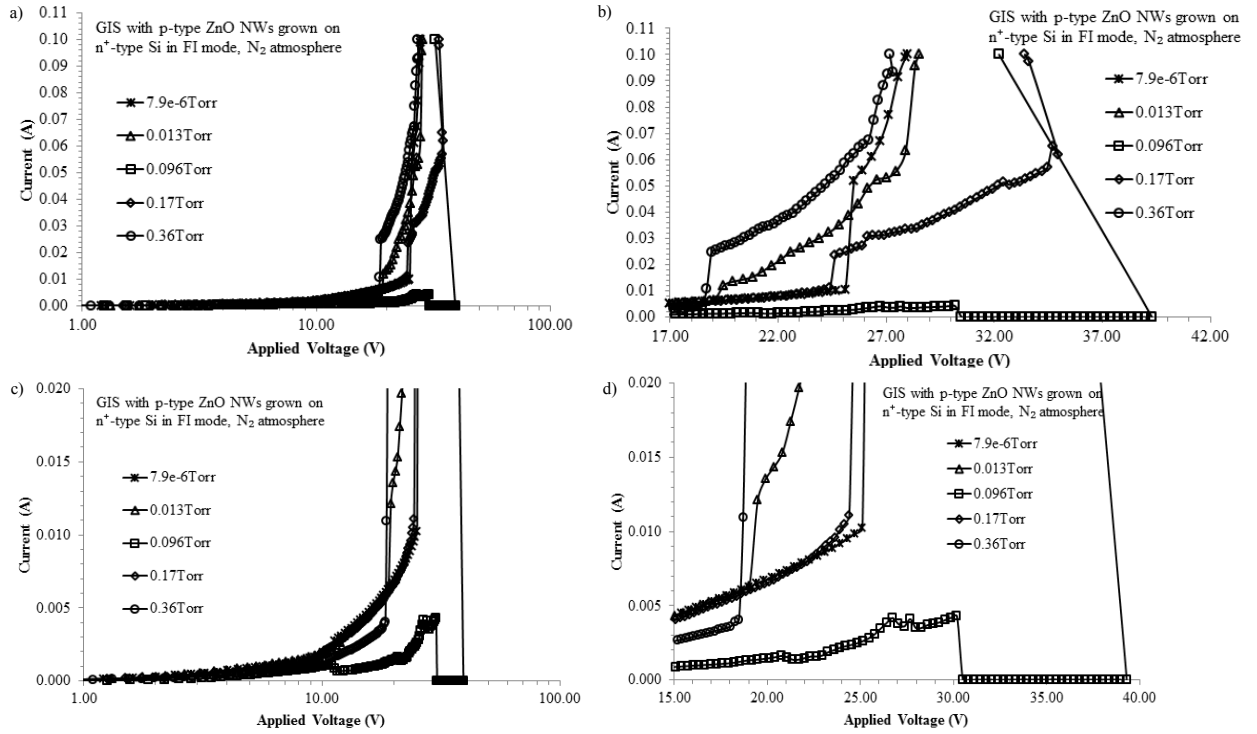 a)
GIS with p-type ZnO NWs grown on
n⁺-type Si in FI mode, N₂ atmosphere
0.10
0.09
0.08
0.07
0.06
0.05
0.04
0.03
0.02
0.01
0.00
Current (A)
7.9e-6Torr
0.013Torr
0.096Torr
0.17Torr
0.36Torr
1.00 10.00 100.00
Applied Voltage (V)
b)
GIS with p-type ZnO NWs grown on
n⁺-type Si in FI mode, N₂ atmosphere
0.10
0.09
0.08
0.07
0.06
0.05
0.04
0.03
0.02
0.01
0.00
Current (A)
7.9e-6Torr
0.013Torr
0.096Torr
0.17Torr
0.36Torr
17.00 22.00 27.00 32.00 37.00 42.00
Applied Voltage (V)
c)
GIS with p-type ZnO NWs grown on
n⁺-type Si in FI mode, N₂ atmosphere
0.020
0.015
0.010
0.005
0.000
Current (A)
7.9e-6Torr
0.013Torr
0.096Torr
0.17Torr
0.36Torr
1.00 10.00 100.00
Applied Voltage (V)
d)
GIS with p-type ZnO NWs grown on
n⁺-type Si in FI mode, N₂ atmosphere
0.020
0.015
0.010
0.005
0.000
Current (A)
7.9e-6Torr
0.013Torr
0.096Torr
0.17Torr
0.36Torr
15.00 20.00 25.00 30.00 35.00 40.00
Applied Voltage (V)